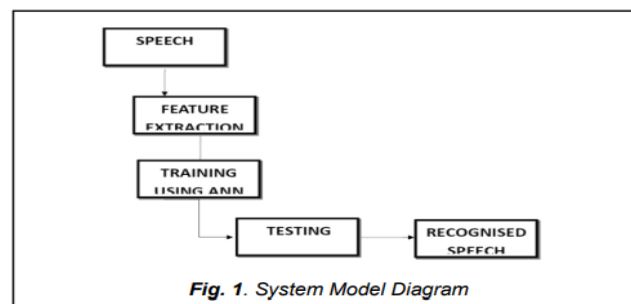 SPEECH
FEATURE
EXTRACTION
TRAINING
USING ANN
TESTING
RECOGNISED
SPEECH
Fig. 1. System Model Diagram